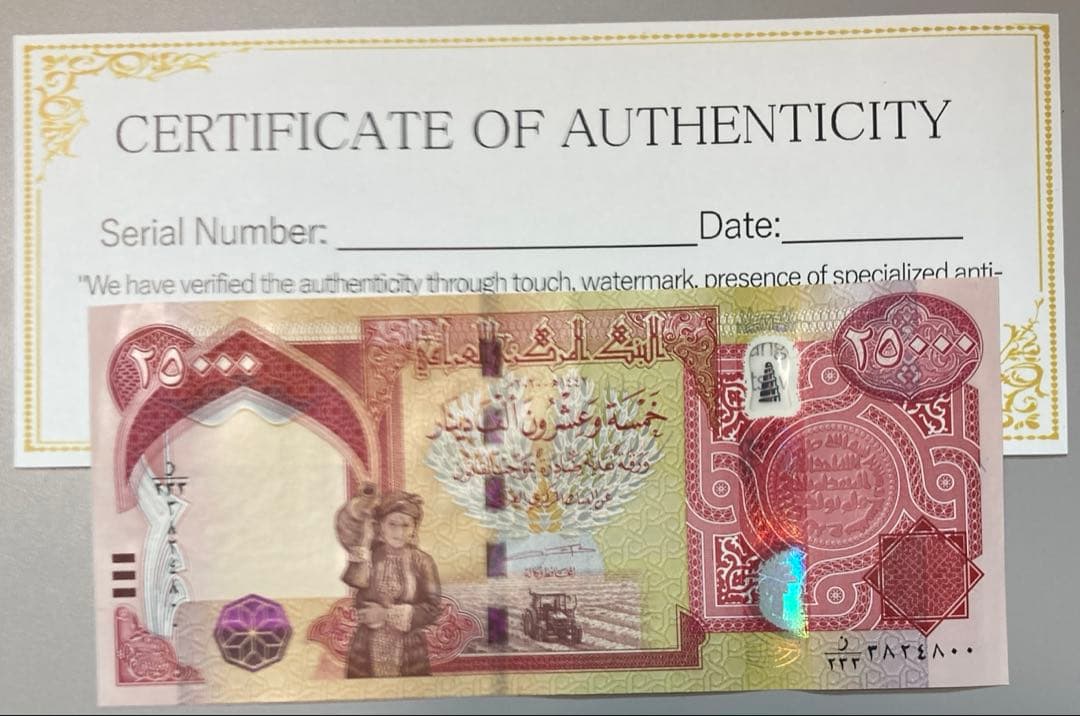 CERTIFICATE OF AUTHENTICITY
Serial Number: Date:
"We have verified the authenticity through touch, watermark, presence of specialized anti-
٢٥٠٠٠
٢٥٠٠٠
البنك المركزي العراقي
خمسة وعشرون ألف دينار
٣٨٢٤٨٠٠
٢٢٢